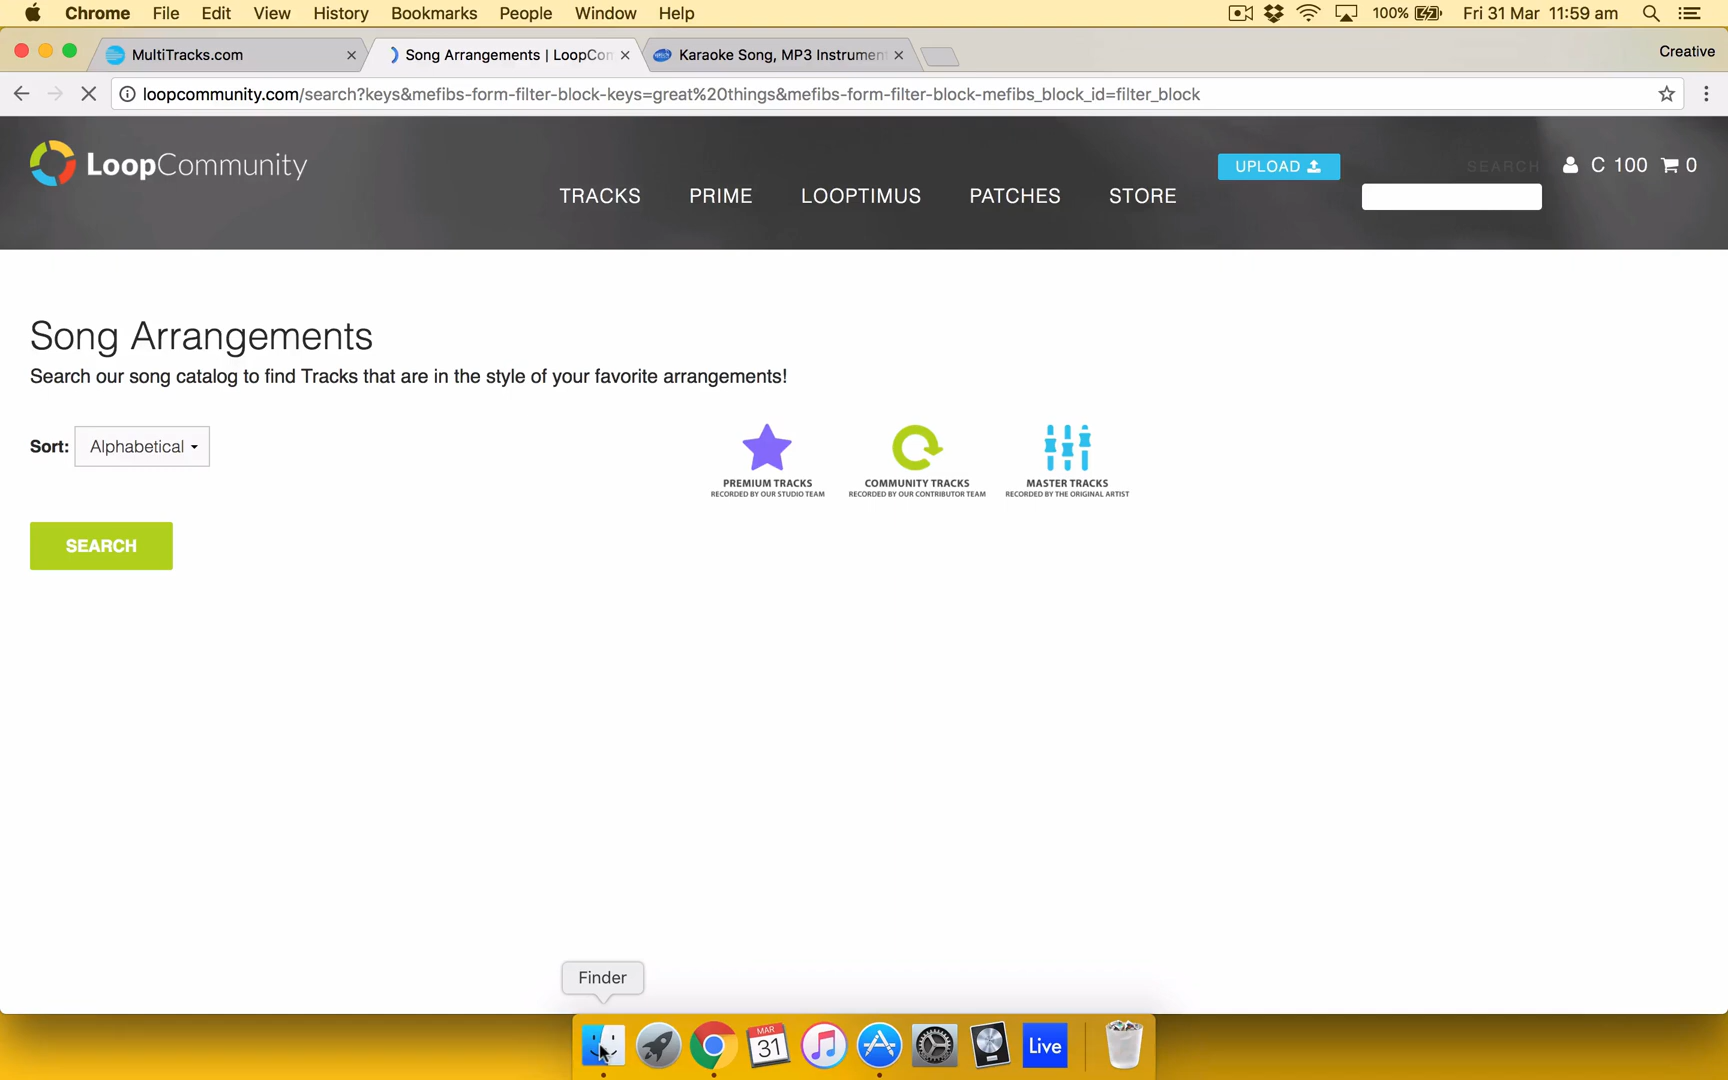 Chrome File Edit View History Bookmarks People Window Help 100% Fri 31 Mar 11:59 am
MultiTracks.com Song Arrangements | LoopCom Karaoke Song, MP3 Instrument Creative
loopcommunity.com/search?keys&mefibs-form-filter-block-keys=great%20things&mefibs-form-filter-block-mefibs_block_id=filter_block
LoopCommunity
UPLOAD SEARCH C 100 0
TRACKS PRIME LOOPTIMUS PATCHES STORE
Song Arrangements
Search our song catalog to find Tracks that are in the style of your favorite arrangements!
Sort: Alphabetical
PREMIUM TRACKS
RECORDED BY OUR STUDIO TEAM
COMMUNITY TRACKS
RECORDED BY OUR CONTRIBUTOR TEAM
MASTER TRACKS
RECORDED BY THE ORIGINAL ARTIST
SEARCH
Finder
MAR
31
Live